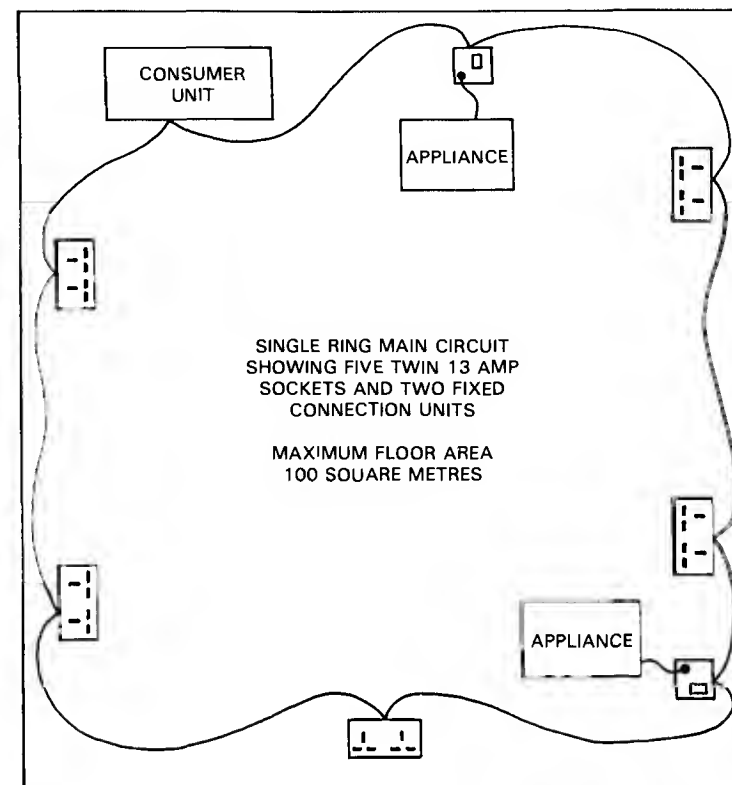 CONSUMER
UNIT
APPLIANCE
SINGLE RING MAIN CIRCUIT
SHOWING FIVE TWIN 13 AMP
SOCKETS AND TWO FIXED
CONNECTION UNITS
MAXIMUM FLOOR AREA
100 SQUARE METRES
APPLIANCE